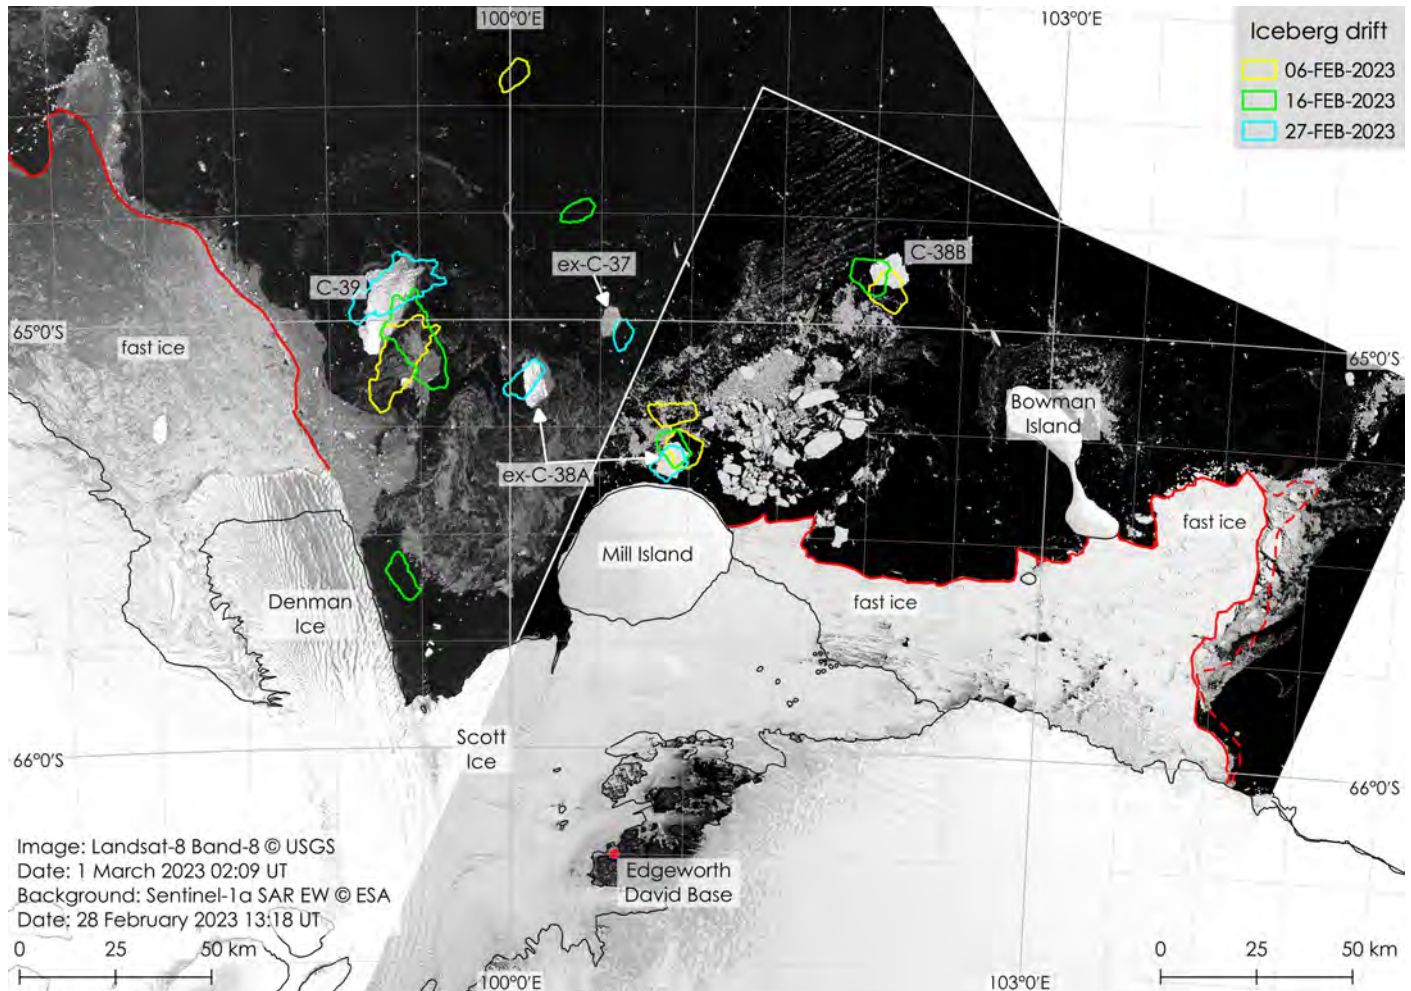 100°0'E
103°0'E
Iceberg drift
06-FEB-2023
16-FEB-2023
27-FEB-2023
C-38B
ex-C-37
C-39
65°0'S
fast ice
65°0'S
Bowman
Island
ex-C-38A
fast ice
Mill Island
Denman
Ice
fast ice
Scott
Ice
66°0'S
66°0'S
Image: Landsat-8 Band-8 © USGS
Date: 1 March 2023 02:09 UT
Background: Sentinel-1a SAR EW © ESA
Date: 28 February 2023 13:18 UT
Edgeworth
David Base
0 25 50 km
0 25 50 km
100°0'E
103°0'E